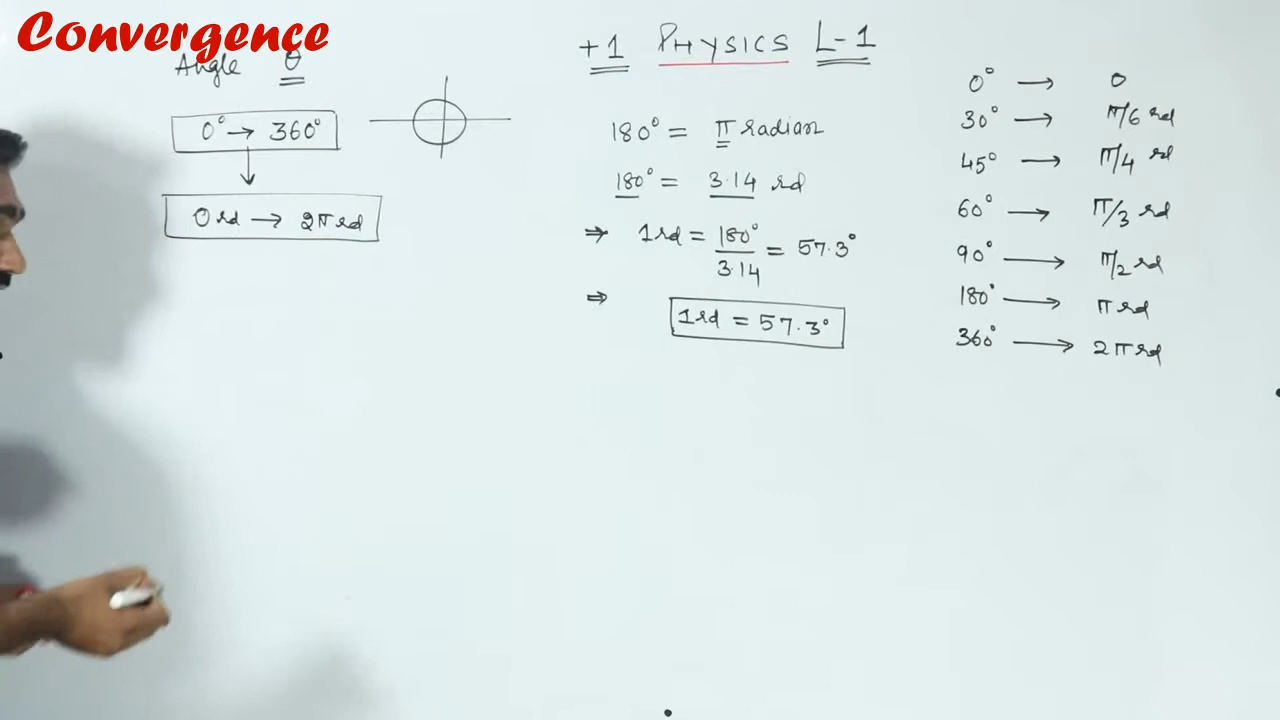 Convergence
+1 PHYSICS L-1
Angle θ
0° → 360°
0 rd → 2π rd
180° = π radian
180° = 3.14 rd
⇒ 1 rd = 180°/3.14 = 57.3°
⇒ 1 rd = 57.3°
0° → 0
30° → π/6 rd
45° → π/4 rd
60° → π/3 rd
90° → π/2 rd
180° → π rd
360° → 2π rd